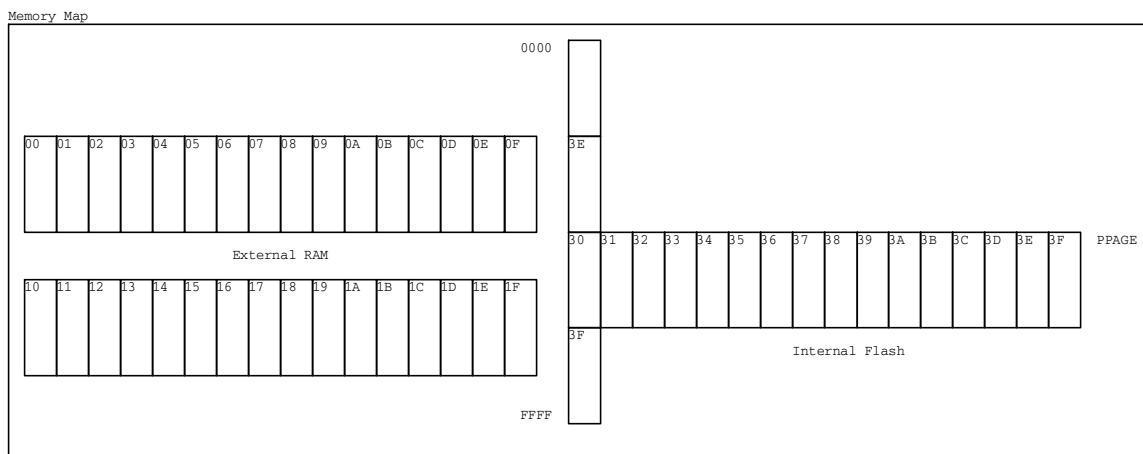 Memory Map
0000
00 01 02 03 04 05 06 07 08 09 0A 0B 0C 0D 0E 0F 3E
30 31 32 33 34 35 36 37 38 39 3A 3B 3C 3D 3E 3F PPAGE
External RAM
10 11 12 13 14 15 16 17 18 19 1A 1B 1C 1D 1E 1F
3F
Internal Flash
FFFF